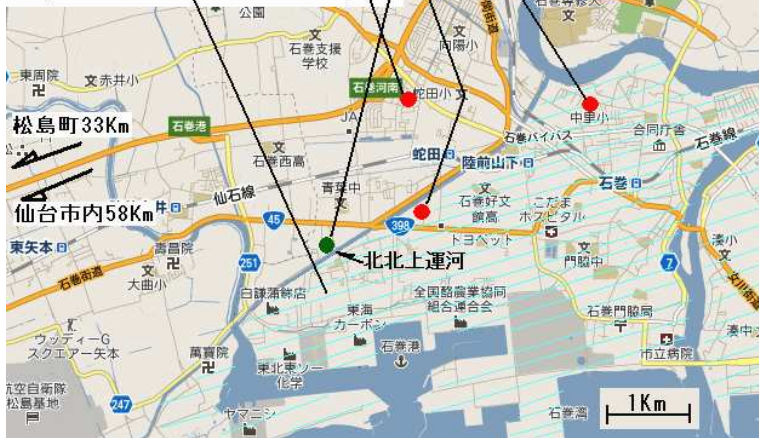 公園
石巻支援
学校
向陽小
石巻専修大
東周院
赤井小
石巻河南
蛇田小
中里小
松島町33Km
石巻港
JA
石巻バイパス
合同庁舎
石巻線
石巻西高
蛇田
陸前山下
石巻
仙石線
青葉中
仙台市内58Km
45
398
石巻好文
館高
こだま
ホスピタル
湊小
東矢本
トヨペット
門脇中
石巻街道
壽昌院
251
北北上運河
7
女川街道
大曲小
白謙蒲鉾店
全国酪農業協同
組合連合会
東海
カーボン
石巻門脇局
ウッディーG
スクエアー矢本
石巻港
湊中
萬寶院
東北東ソー
化学
市立病院
航空自衛隊
松島基地
247
ヤマニシ
石巻湾
1Km